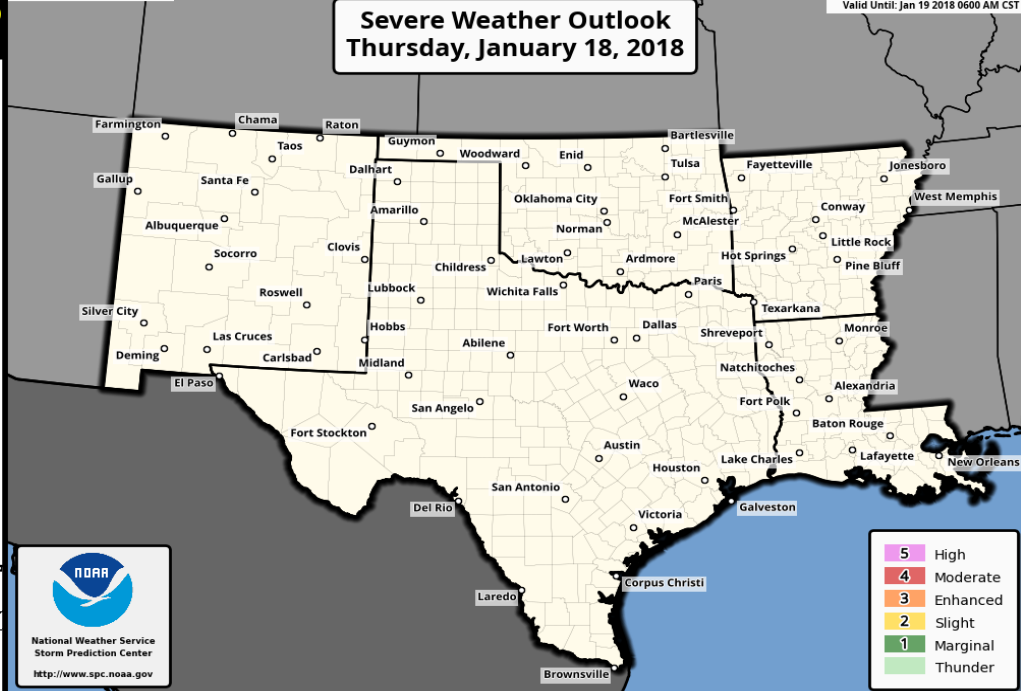 Valid Until: Jan 19 2018 0600 AM CST
Severe Weather Outlook
Thursday, January 18, 2018
Farmington
Chama
Raton
Taos
Gallup
Santa Fe
Albuquerque
Socorro
Clovis
Roswell
Silver City
Las Cruces
Deming
Carlsbad
Hobbs
Guymon
Woodward
Enid
Bartlesville
Tulsa
Oklahoma City
Norman
McAlester
Lawton
Ardmore
Fayetteville
Jonesboro
West Memphis
Fort Smith
Conway
Little Rock
Hot Springs
Pine Bluff
Texarkana
Dalhart
Amarillo
Childress
Lubbock
Wichita Falls
Paris
Fort Worth
Dallas
Abilene
Midland
El Paso
San Angelo
Waco
Fort Stockton
Austin
Houston
San Antonio
Del Rio
Galveston
Victoria
Corpus Christi
Laredo
Brownsville
Shreveport
Monroe
Natchitoches
Alexandria
Fort Polk
Baton Rouge
Lake Charles
Lafayette
New Orleans
NOAA
National Weather Service
Storm Prediction Center
http://www.spc.noaa.gov
5 High
4 Moderate
3 Enhanced
2 Slight
1 Marginal
Thunder